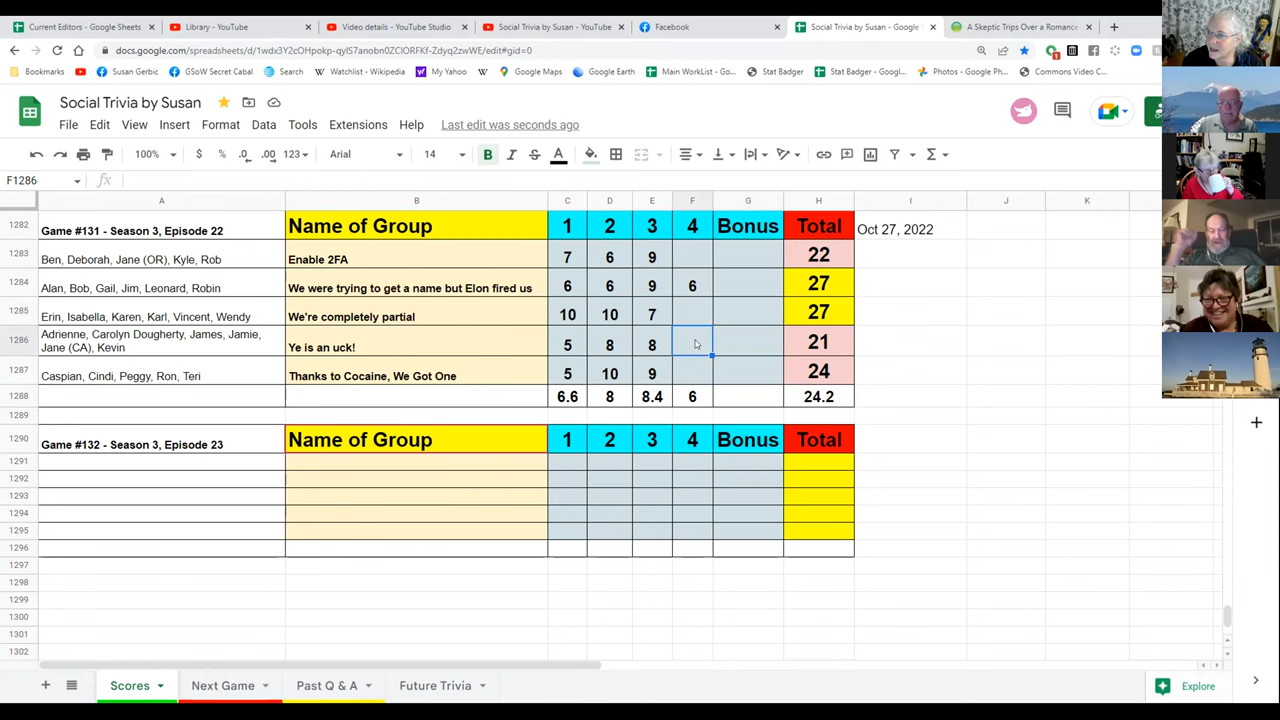 Current Editors - Google Sheets
Library - YouTube
Video details - YouTube Studio
Social Trivia by Susan - YouTube
Facebook
Social Trivia by Susan - Google
A Skeptic Trips Over a Romance
docs.google.com/spreadsheets/d/1wdx3Y2cOHpokp-qyIS7anobn0ZCIORFKf-Zdyq2zwWE/edit#gid=0
Bookmarks
Susan Gerbic
GSoW Secret Cabal
Search
Watchlist - Wikipedia
My Yahoo
Google Maps
Google Earth
Main WorkList - Go...
Stat Badger
Stat Badger - Googl...
Photos - Google Ph...
Commons Video C...
Social Trivia by Susan
File Edit View Insert Format Data Tools Extensions Help Last edit was seconds ago
100% $ % .0 .00 123 Arial 14 B I S A
F1286 fx
A B C D E F G H I J K
1282 Game #131 - Season 3, Episode 22 Name of Group 1 2 3 4 Bonus Total Oct 27, 2022
1283 Ben, Deborah, Jane (OR), Kyle, Rob Enable 2FA 7 6 9 22
1284 Alan, Bob, Gail, Jim, Leonard, Robin We were trying to get a name but Elon fired us 6 6 9 6 27
1285 Erin, Isabella, Karen, Karl, Vincent, Wendy We're completely partial 10 10 7 27
Adrienne, Carolyn Dougherty, James, Jamie,
1286 Jane (CA), Kevin Ye is an uck! 5 8 8 21
1287 Caspian, Cindi, Peggy, Ron, Teri Thanks to Cocaine, We Got One 5 10 9 24
1288 6.6 8 8.4 6 24.2
1289
1290 Game #132 - Season 3, Episode 23 Name of Group 1 2 3 4 Bonus Total
1291
1292
1293
1294
1295
1296
1297
1298
1299
1300
1301
1302
Scores Next Game Past Q & A Future Trivia Explore